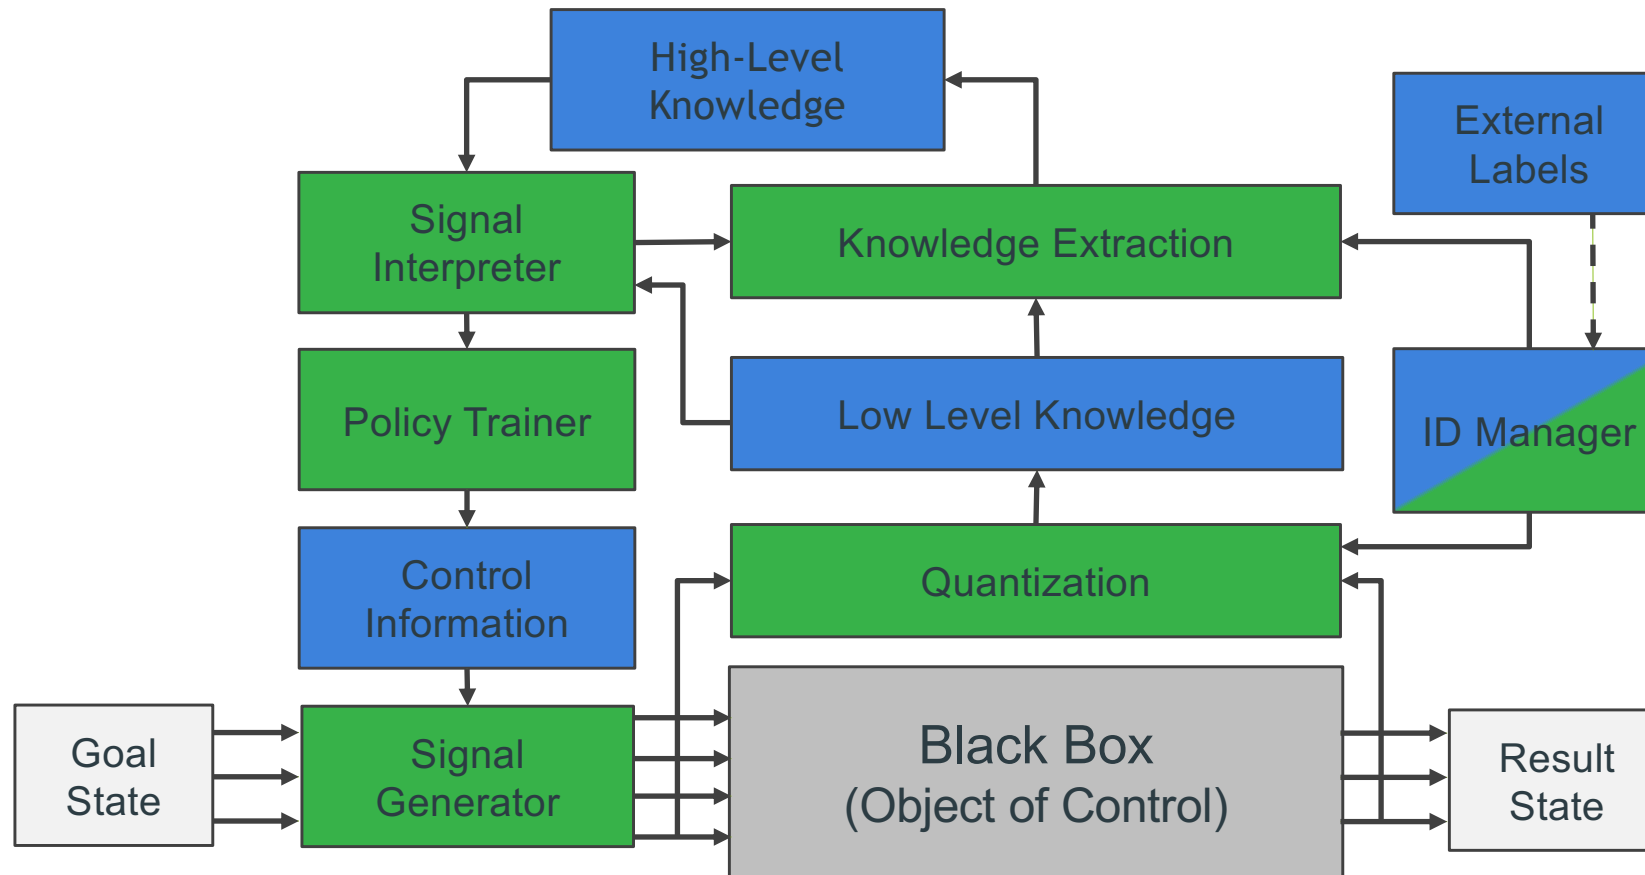 High-Level
Knowledge
External
Labels
Signal
Interpreter
Knowledge Extraction
Policy Trainer
Low Level Knowledge
ID Manager
Control
Information
Quantization
Goal
State
Signal
Generator
Black Box
(Object of Control)
Result
State